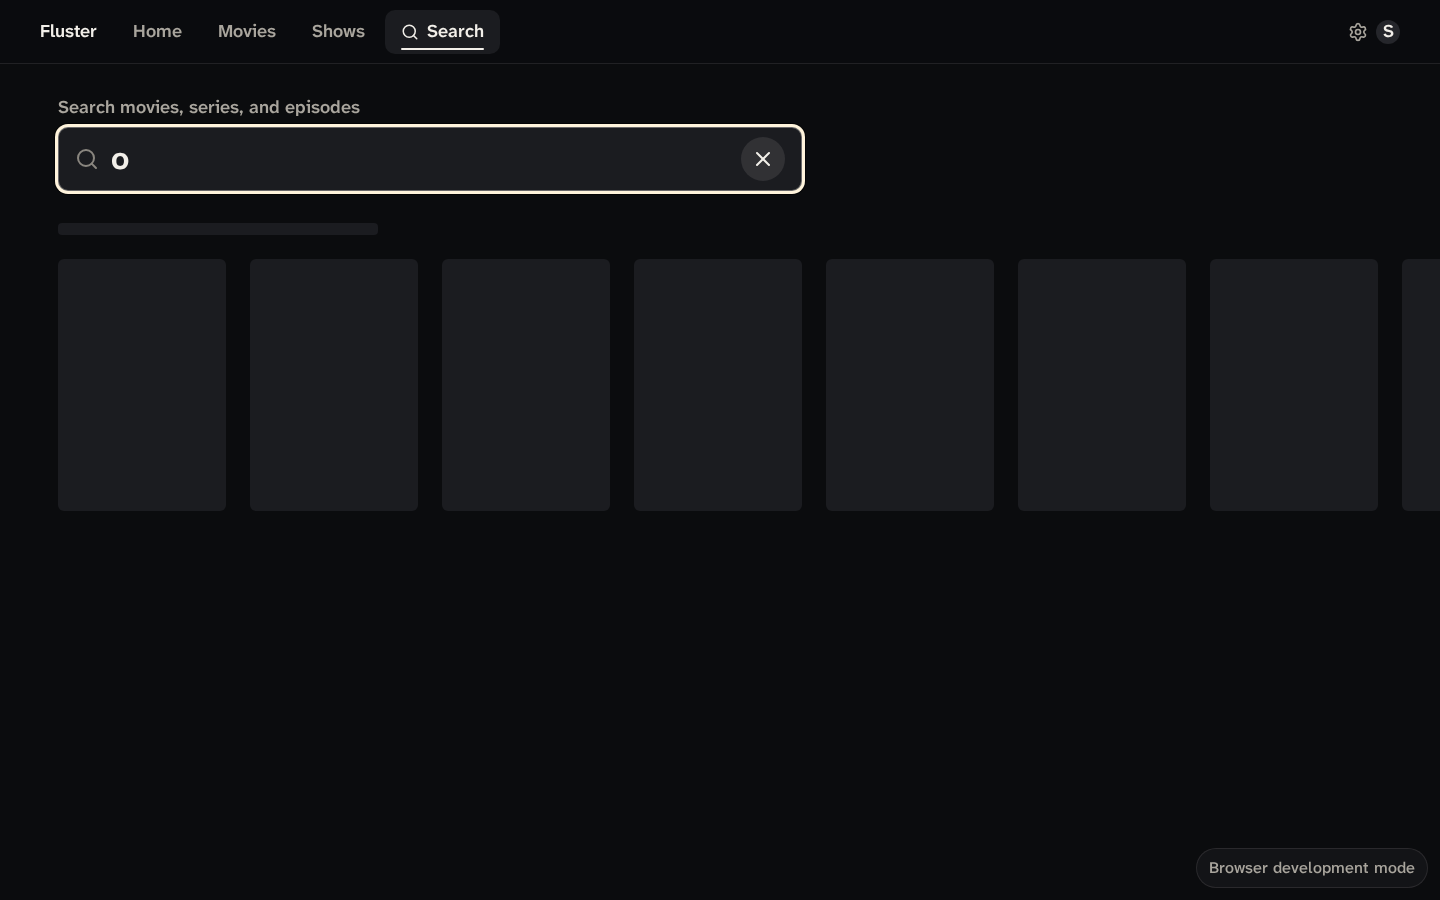 Fluster Home Movies Shows Search S
Search movies, series, and episodes
o
Browser development mode